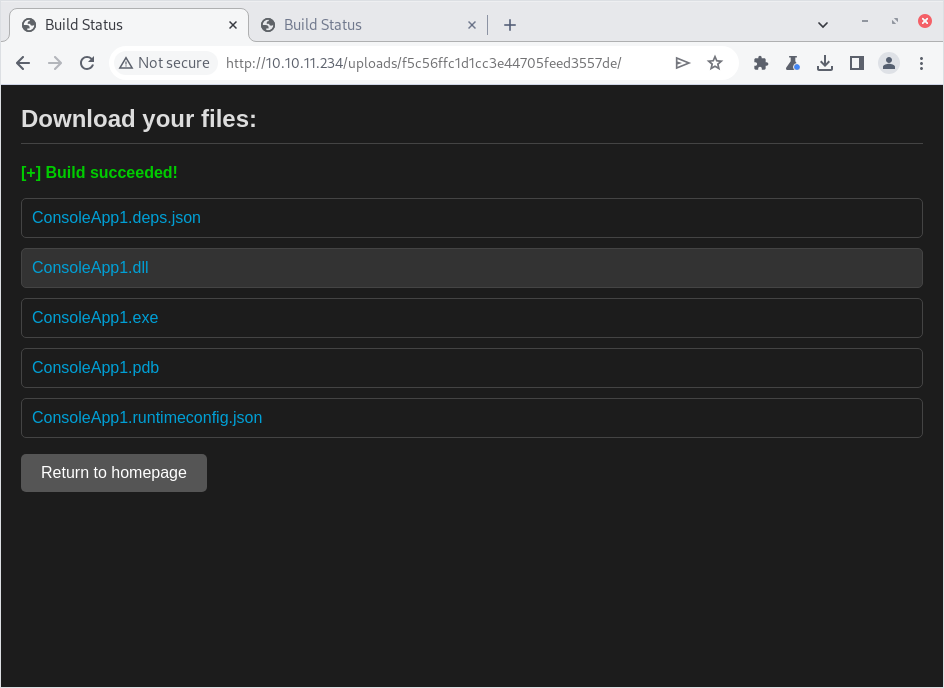 Build Status
Build Status
Not secure http://10.10.11.234/uploads/f5c56ffc1d1cc3e44705feed3557de/
Download your files:
[+] Build succeeded!
ConsoleApp1.deps.json
ConsoleApp1.dll
ConsoleApp1.exe
ConsoleApp1.pdb
ConsoleApp1.runtimeconfig.json
Return to homepage